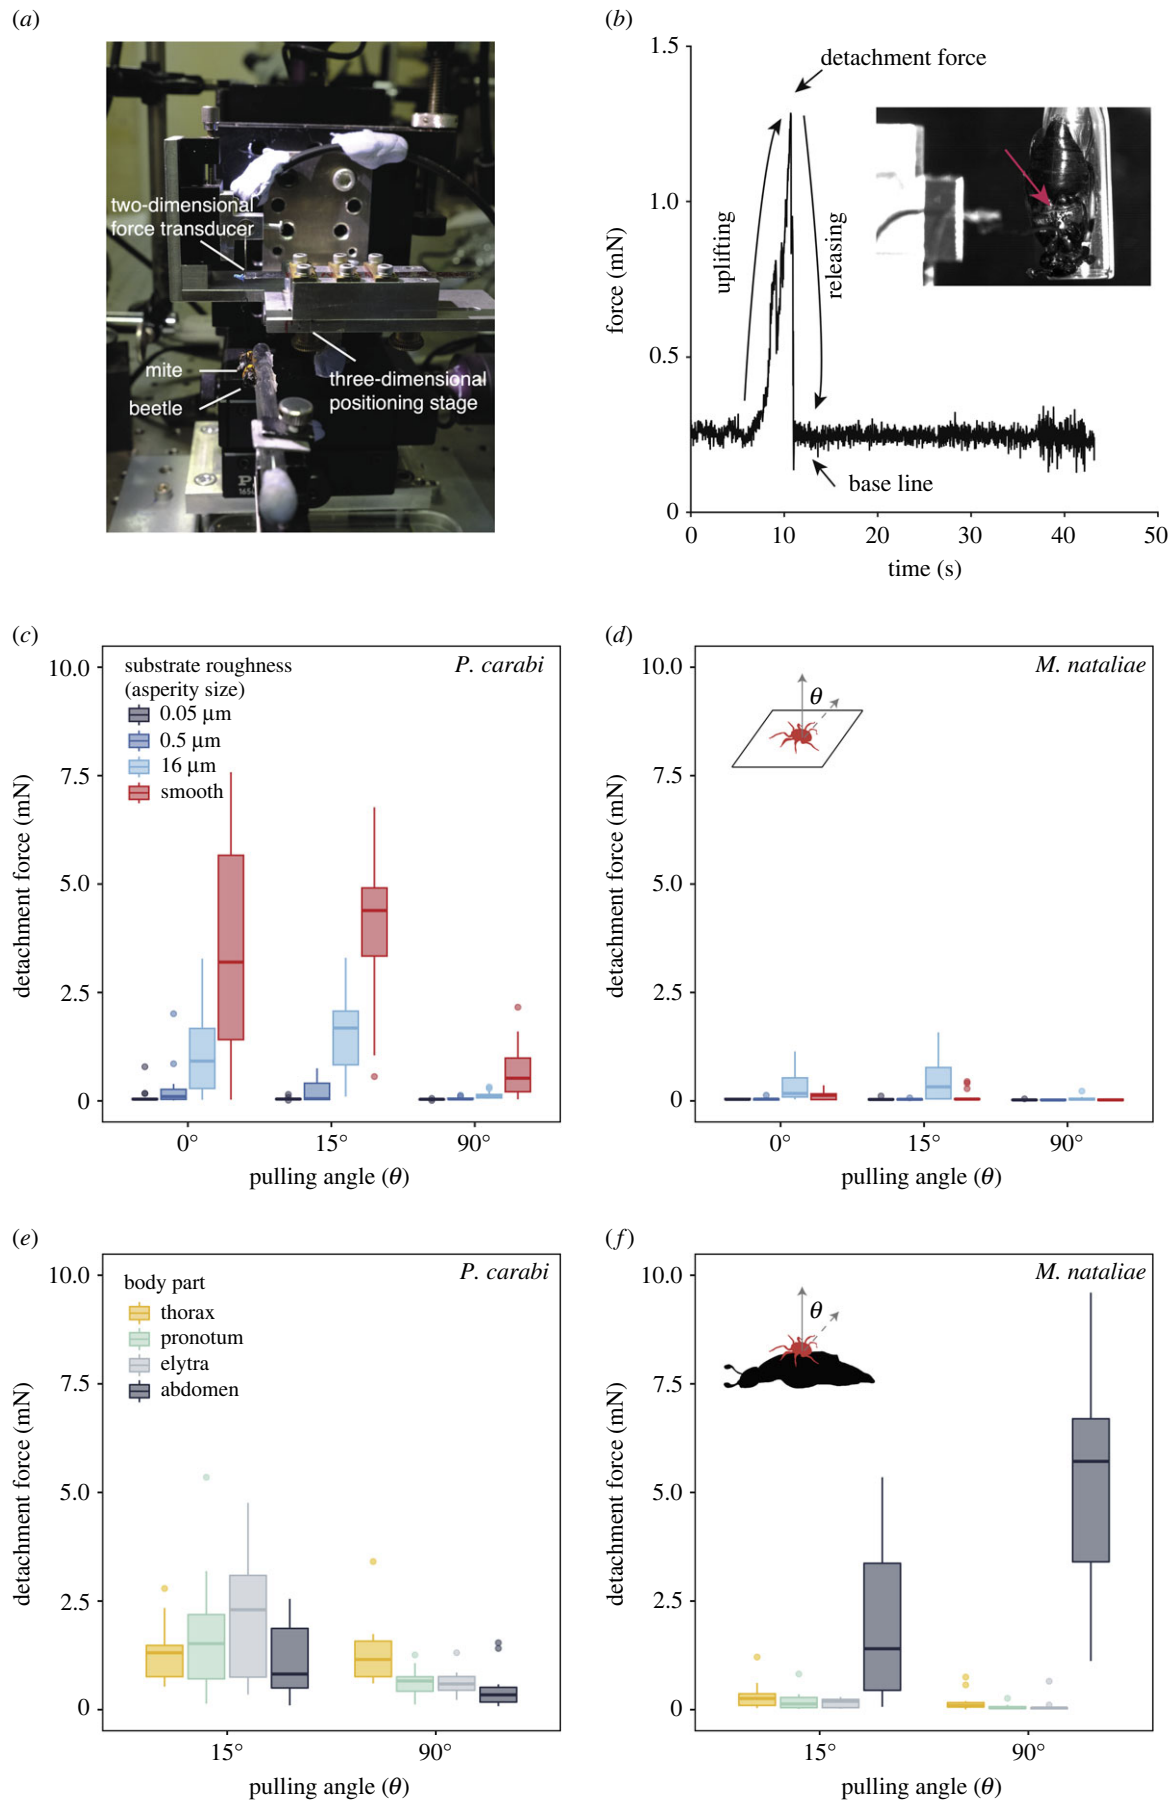 (a)
two-dimensional
force transducer
mite
beetle
three-dimensional
positioning stage
(b)
1.5
1.0
0.5
0
force (mN)
detachment force
uplifting
releasing
base line
0 10 20 30 40 50
time (s)
(c)
P. carabi
substrate roughness
(asperity size)
0.05 µm
0.5 µm
16 µm
smooth
10.0
7.5
5.0
2.5
0
detachment force (mN)
0° 15° 90°
pulling angle (θ)
(d)
M. nataliae
θ
10.0
7.5
5.0
2.5
0
detachment force (mN)
0° 15° 90°
pulling angle (θ)
(e)
P. carabi
body part
thorax
pronotum
elytra
abdomen
10.0
7.5
5.0
2.5
0
detachment force (mN)
15° 90°
pulling angle (θ)
(f)
M. nataliae
θ
10.0
7.5
5.0
2.5
0
detachment force (mN)
15° 90°
pulling angle (θ)